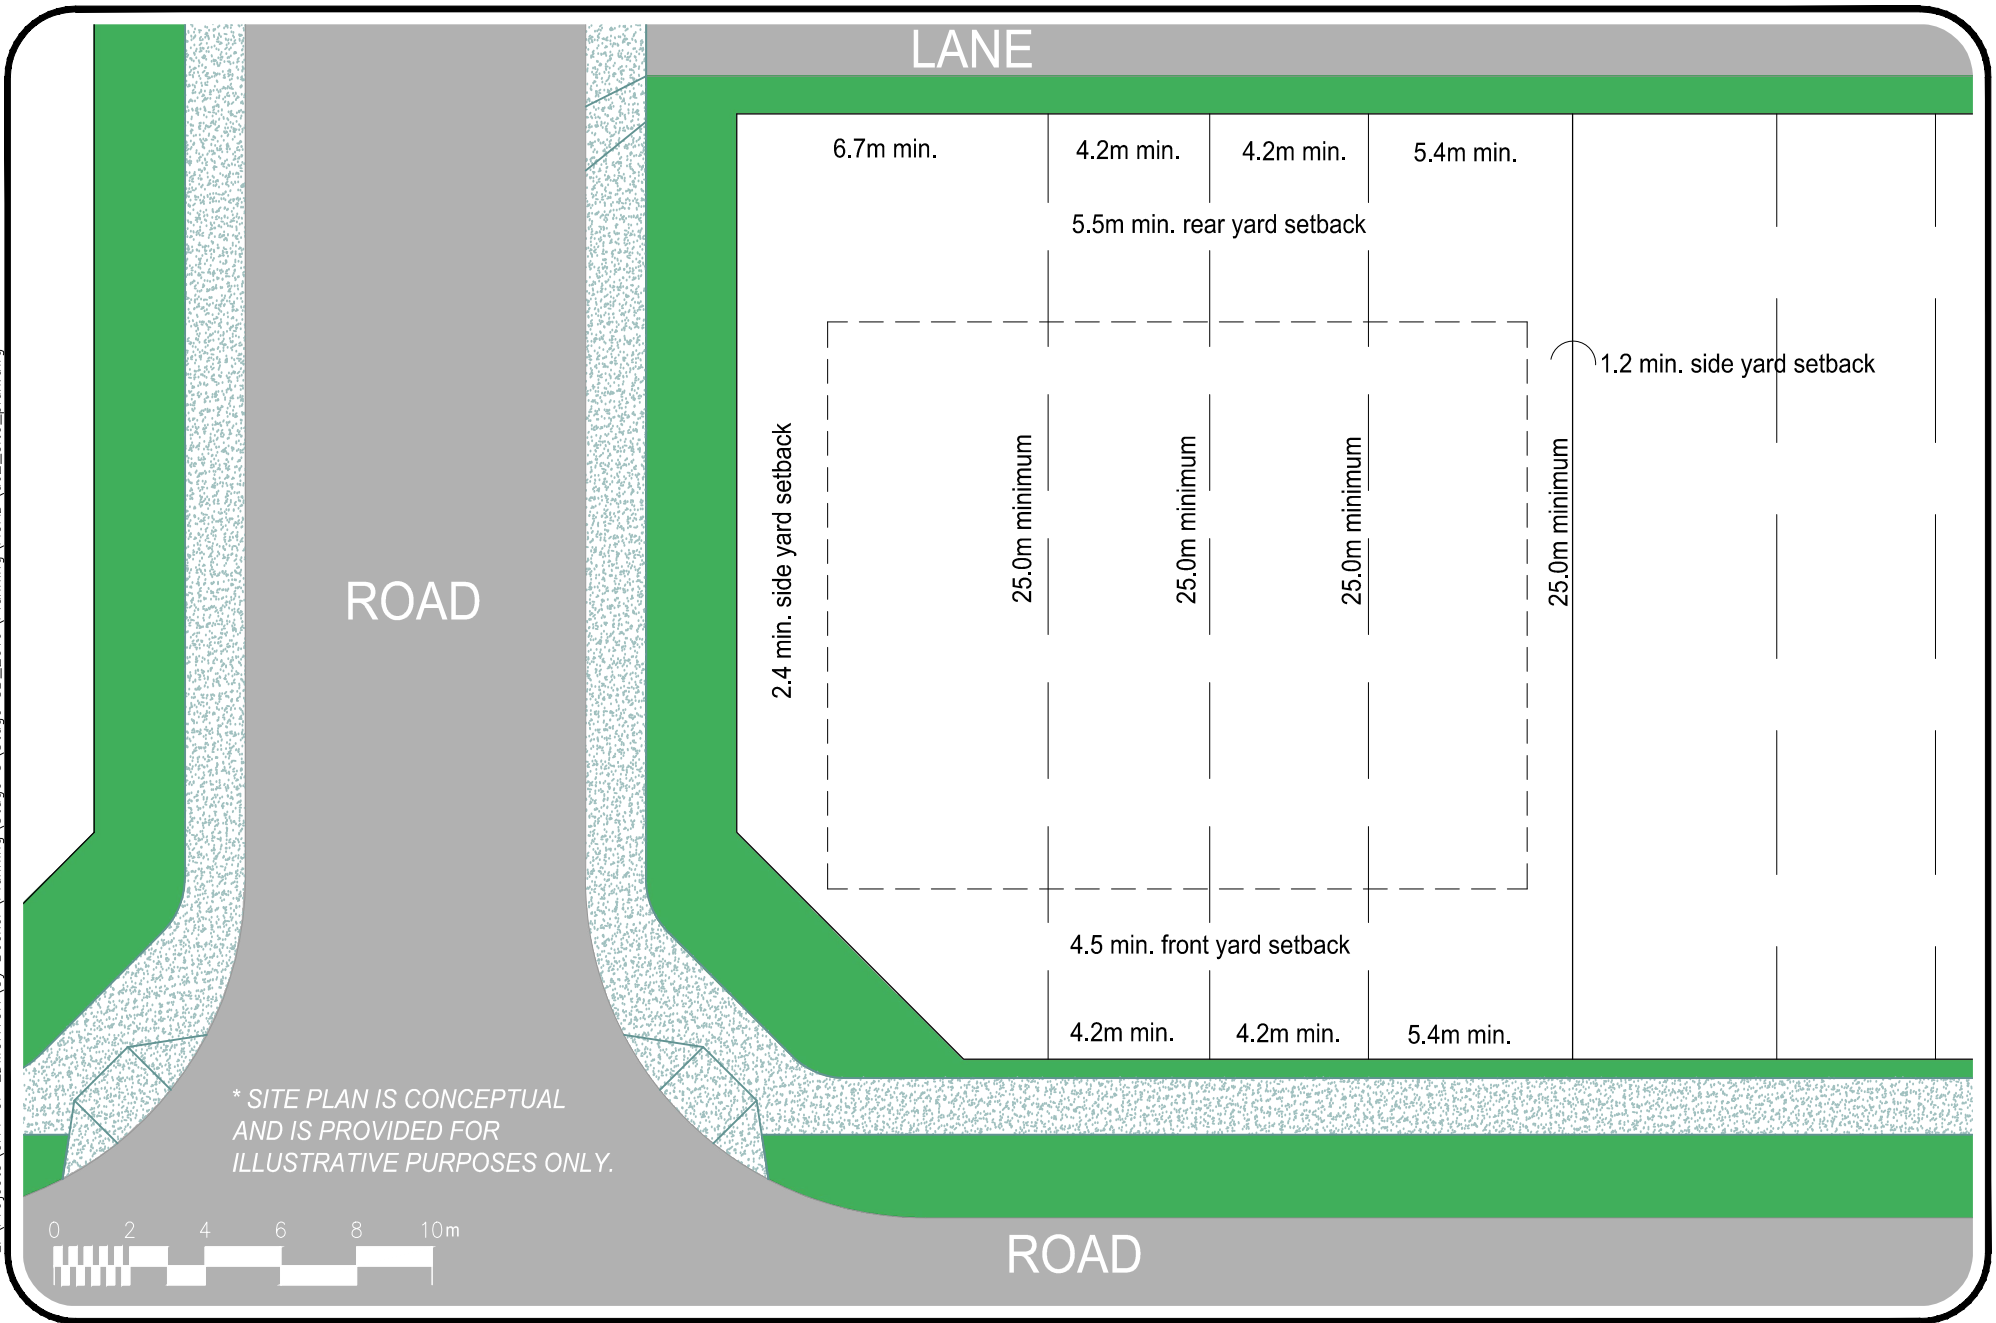 LANE
6.7m min.
4.2m min.
4.2m min.
5.4m min.
5.5m min. rear yard setback
1.2 min. side yard setback
2.4 min. side yard setback
25.0m minimum
25.0m minimum
25.0m minimum
25.0m minimum
ROAD
4.5 min. front yard setback
4.2m min.
4.2m min.
5.4m min.
* SITE PLAN IS CONCEPTUAL
AND IS PROVIDED FOR
ILLUSTRATIVE PURPOSES ONLY.
0 2 4 6 8 10m
ROAD